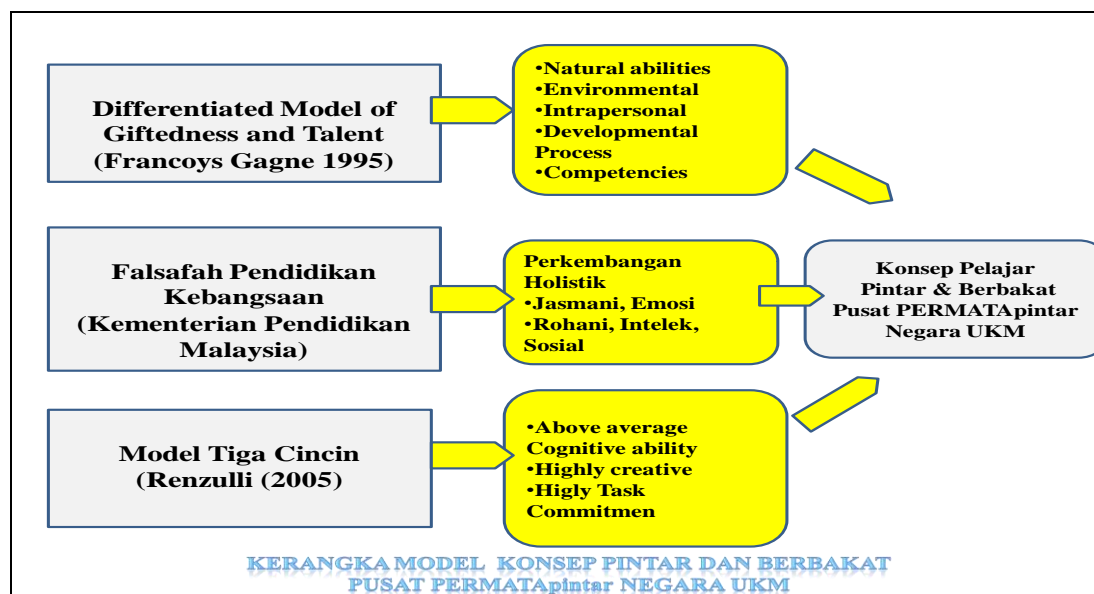 Differentiated Model of
Giftedness and Talent
(Francoys Gagne 1995)
•Natural abilities
•Environmental
•Intrapersonal
•Developmental
Process
•Competencies
Falsafah Pendidikan
Kebangsaan
(Kementerian Pendidikan
Malaysia)
Perkembangan
Holistik
•Jasmani, Emosi
•Rohani, Intelek,
Sosial
Konsep Pelajar
Pintar & Berbakat
Pusat PERMATApintar
Negara UKM
Model Tiga Cincin
(Renzulli (2005)
•Above average
Cognitive ability
•Highly creative
•Higly Task
Commitmen
KERANGKA MODEL KONSEP PINTAR DAN BERBAKAT
PUSAT PERMATApintar NEGARA UKM